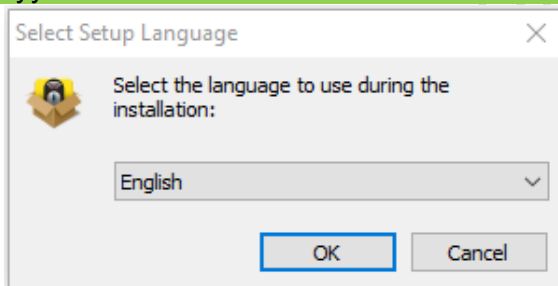 Select Setup Language
Select the language to use during the
installation:
English
OK
Cancel